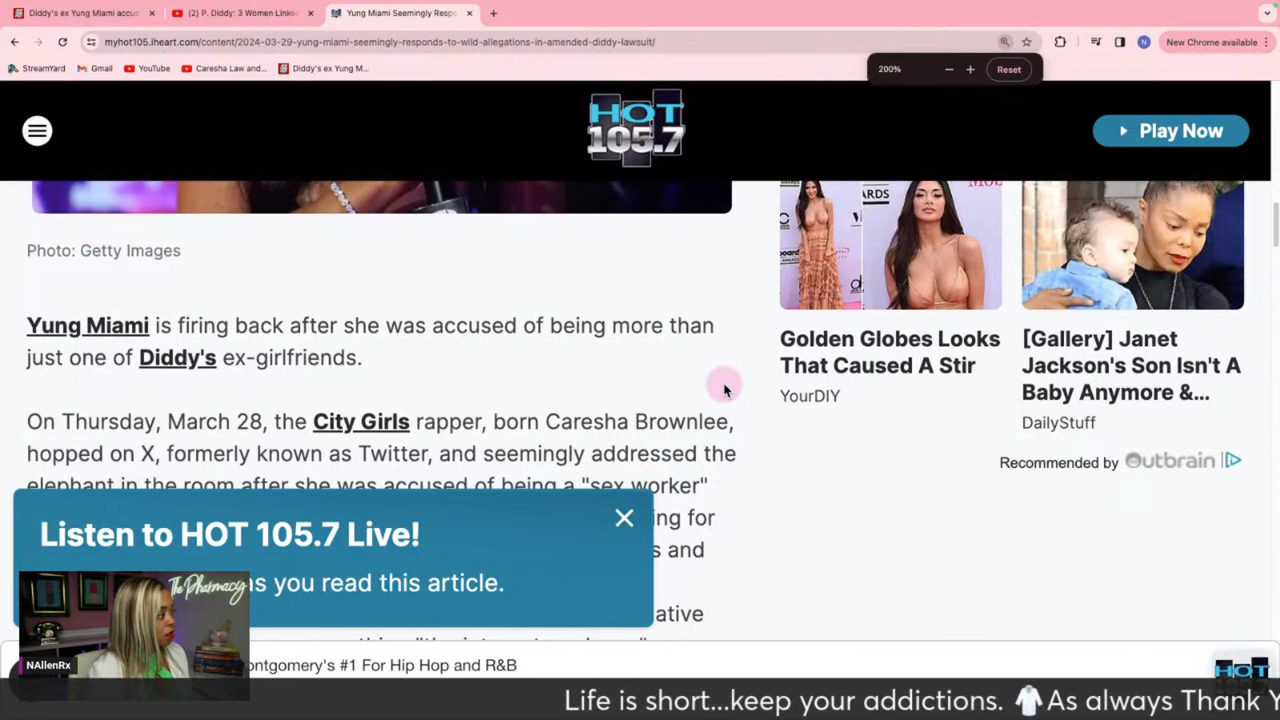 Diddy's ex Yung Miami accus
(2) P. Diddy: 3 Women Linke
Yung Miami Seemingly Resp
myhot105.iheart.com/content/2024-03-29-yung-miami-seemingly-responds-to-wild-allegations-in-amended-diddy-lawsuit/
N
New Chrome available
StreamYard
Gmail
YouTube
Caresha Law and...
Diddy's ex Yung M...
200%
Reset
HOT
105.7
Play Now
Photo: Getty Images
Yung Miami is firing back after she was accused of being more than
just one of Diddy's ex-girlfriends.
On Thursday, March 28, the City Girls rapper, born Caresha Brownlee,
hopped on X, formerly known as Twitter, and seemingly addressed the
elephant in the room after she was accused of being a "sex worker"
ing for
s and
ative
ARDS
Golden Globes Looks
That Caused A Stir
YourDIY
[Gallery] Janet
Jackson's Son Isn't A
Baby Anymore &...
DailyStuff
Recommended by Outbrain
Listen to HOT 105.7 Live!
as you read this article.
The Pharmacy
NAllenRx
ontgomery's #1 For Hip Hop and R&B
HOT
Life is short...keep your addictions. As always Thank Y